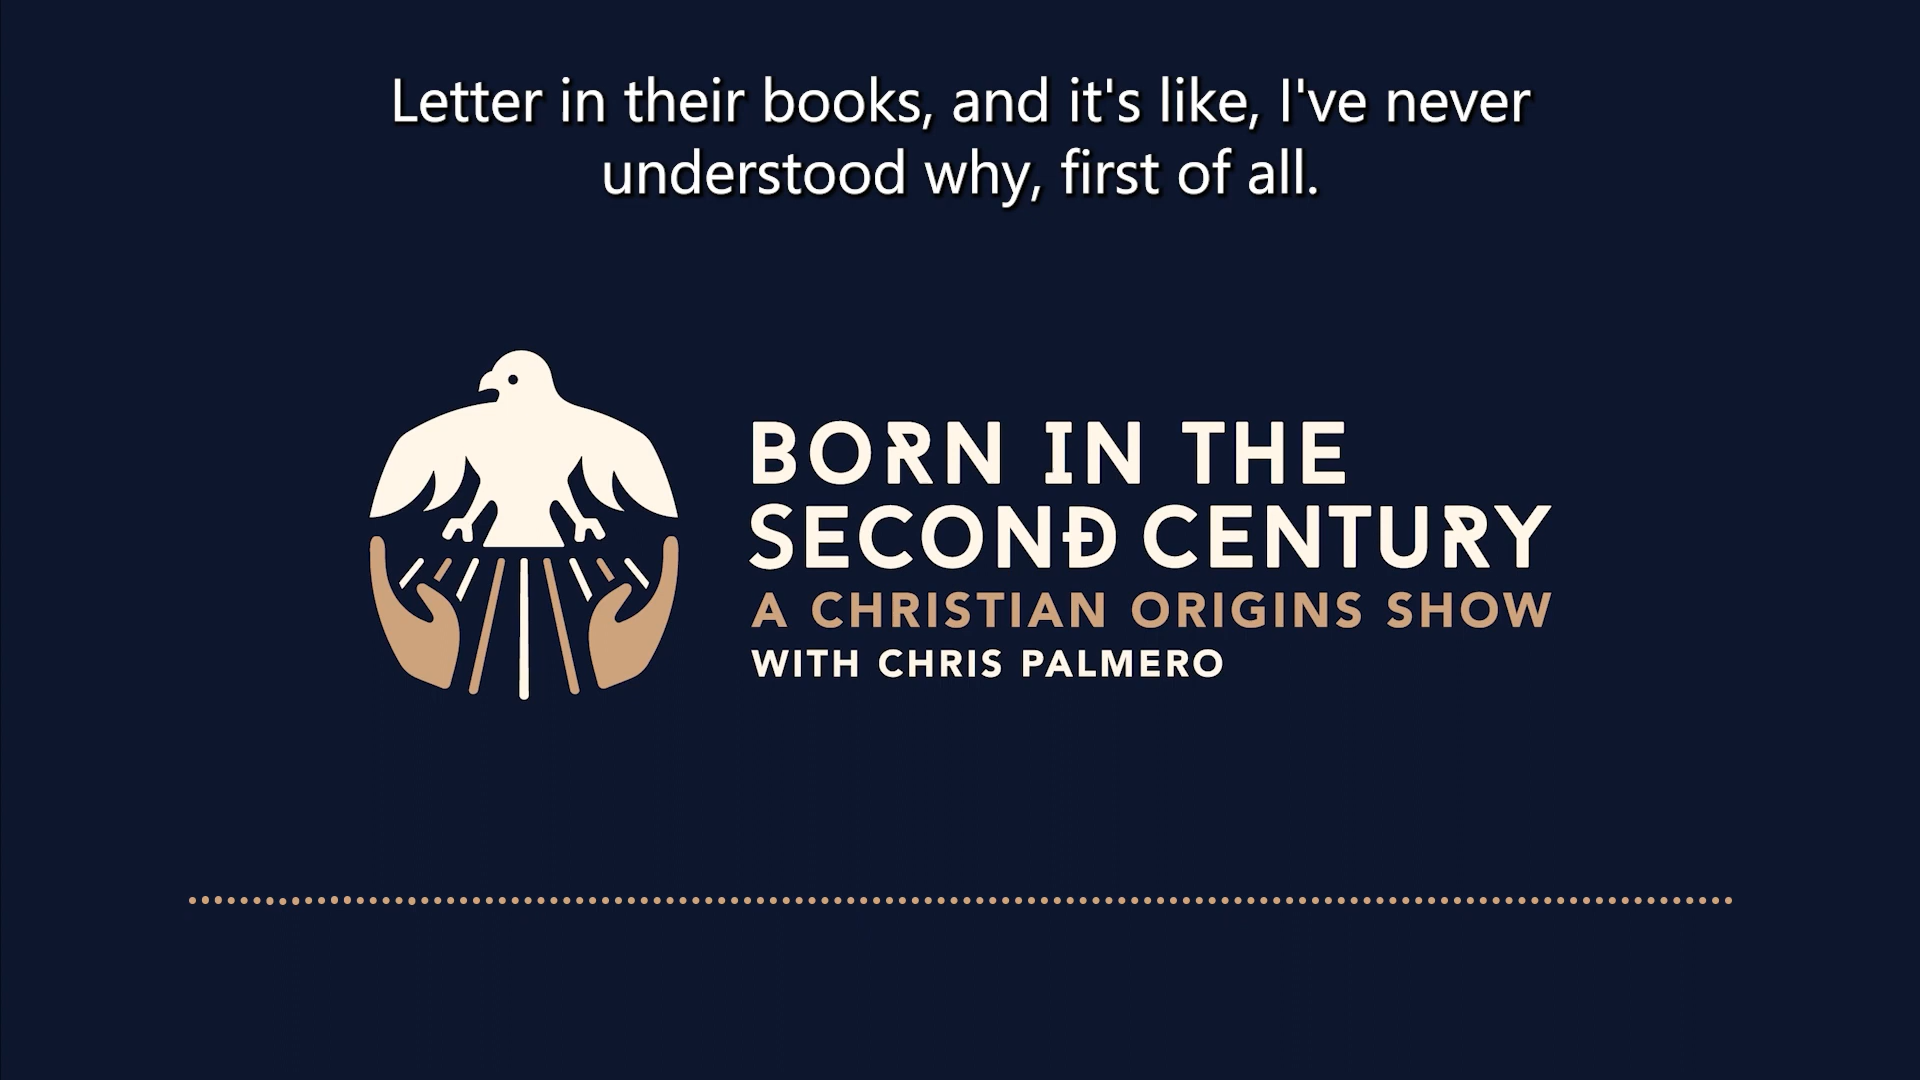 Letter in their books, and it's like, I've never
understood why, first of all.
BORN IN THE
SECOND CENTURY
A CHRISTIAN ORIGINS SHOW
WITH CHRIS PALMERO